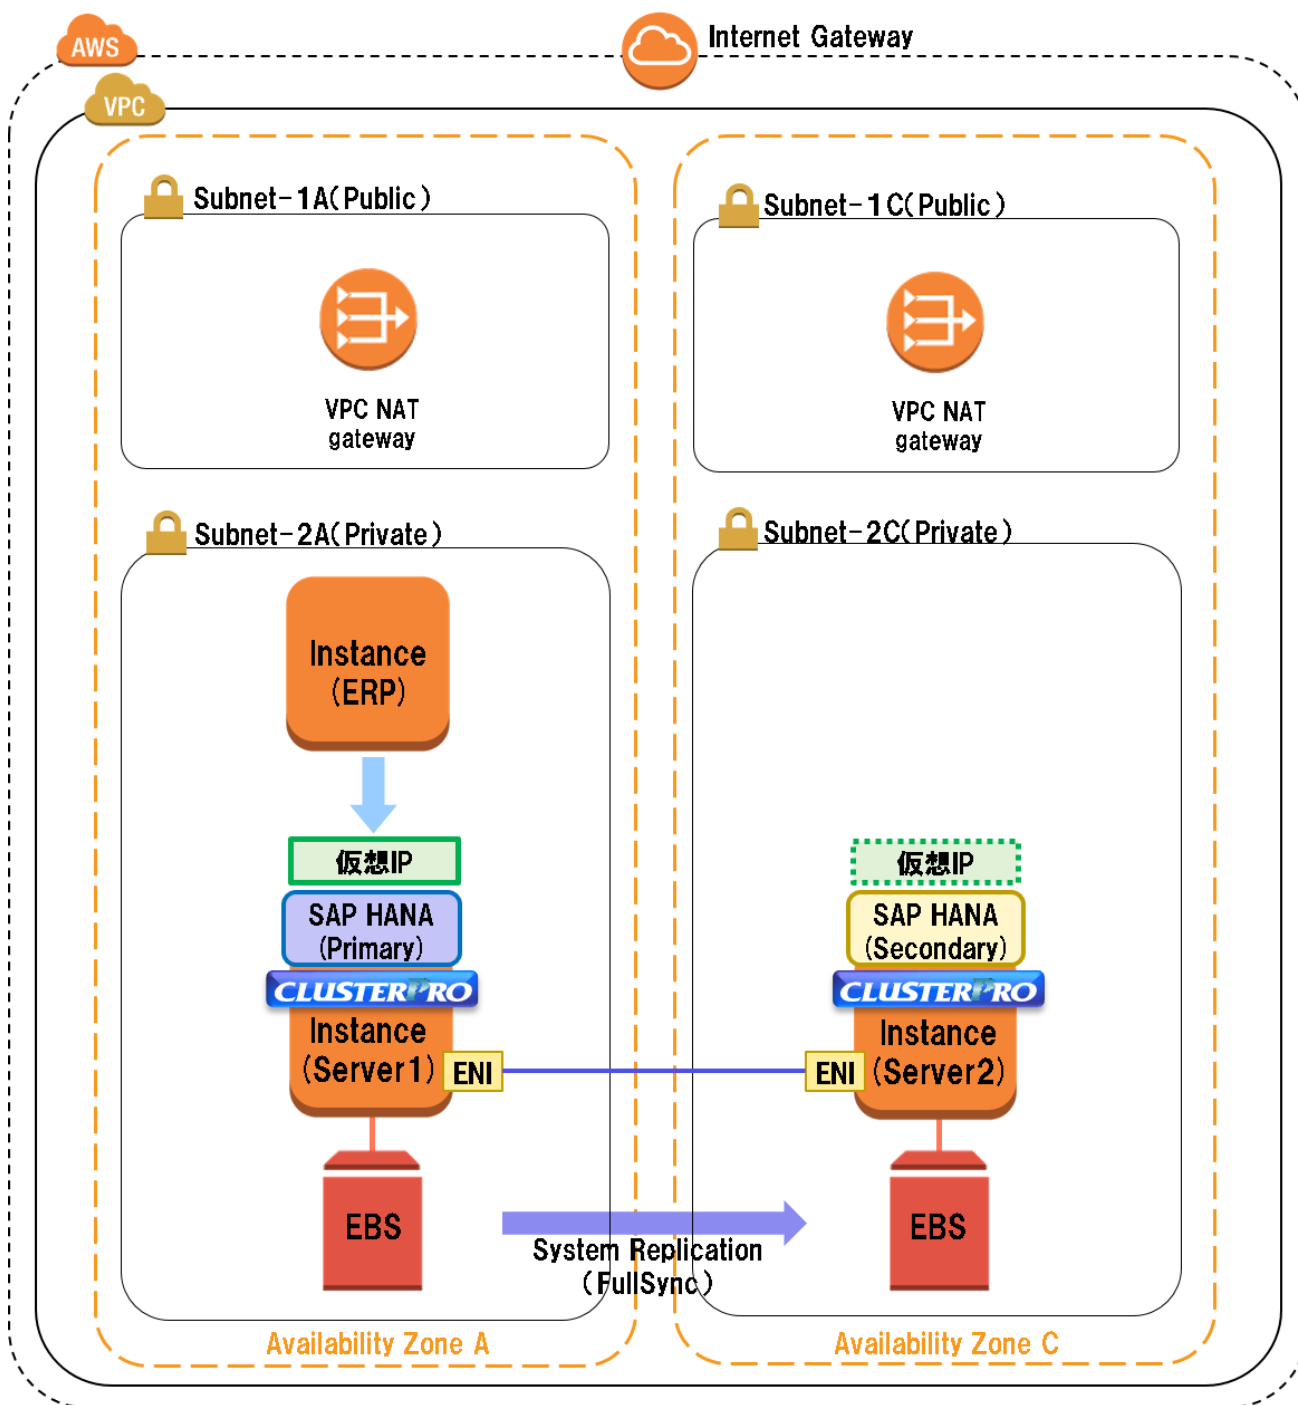 AWS
Internet Gateway
VPC
Subnet-1A(Public)
VPC NAT
gateway
Subnet-1C(Public)
VPC NAT
gateway
Subnet-2A(Private)
Instance
(ERP)
仮想IP
SAP HANA
(Primary)
CLUSTERPRO
Instance
(Server1)
ENI
EBS
Subnet-2C(Private)
仮想IP
SAP HANA
(Secondary)
CLUSTERPRO
Instance
(Server2)
ENI
EBS
System Replication
(FullSync)
Availability Zone A
Availability Zone C